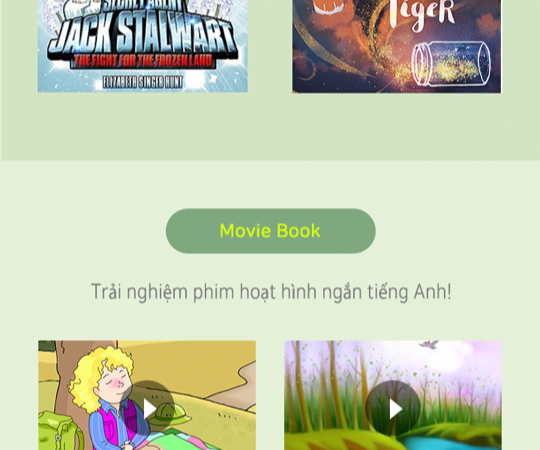 SECRET AGENT
JACK STALWART
THE FIGHT FOR THE FROZEN LAND
ELIZABETH SINGER HUNT
TIGER
Movie Book
Trải nghiệm phim hoạt hình ngắn tiếng Anh!